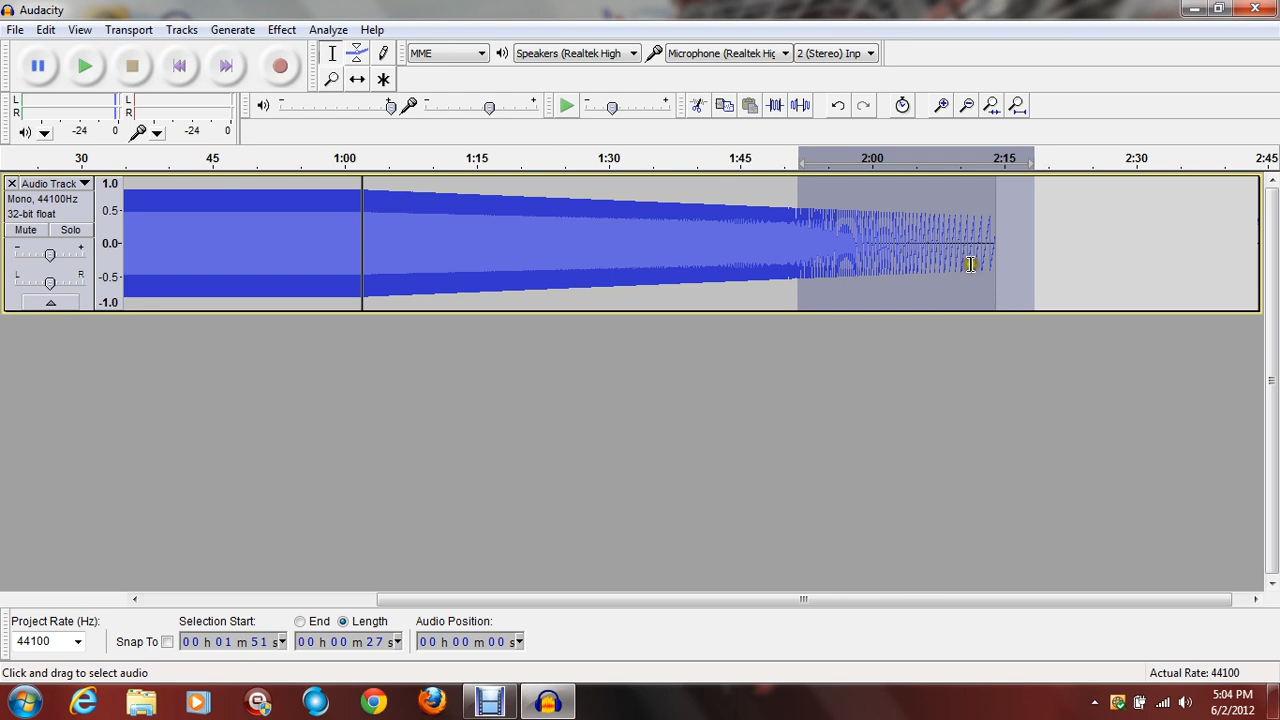 Audacity
File Edit View Transport Tracks Generate Effect Analyze Help
MME Speakers (Realtek High Microphone (Realtek Hig 2 (Stereo) Inp
L L
R R
-24 0 -24 0
30 45 1:00 1:15 1:30 1:45 2:00 2:15 2:30 2:45
Audio Track 1.0
Mono, 44100Hz
32-bit float 0.5-
Mute Solo
- + 0.0-
L R -0.5-
-1.0
Project Rate (Hz): Selection Start: End Length Audio Position:
44100 Snap To 00 h 01 m 51 s 00 h 00 m 27 s 00 h 00 m 00 s
Click and drag to select audio Actual Rate: 44100
5:04 PM
6/2/2012